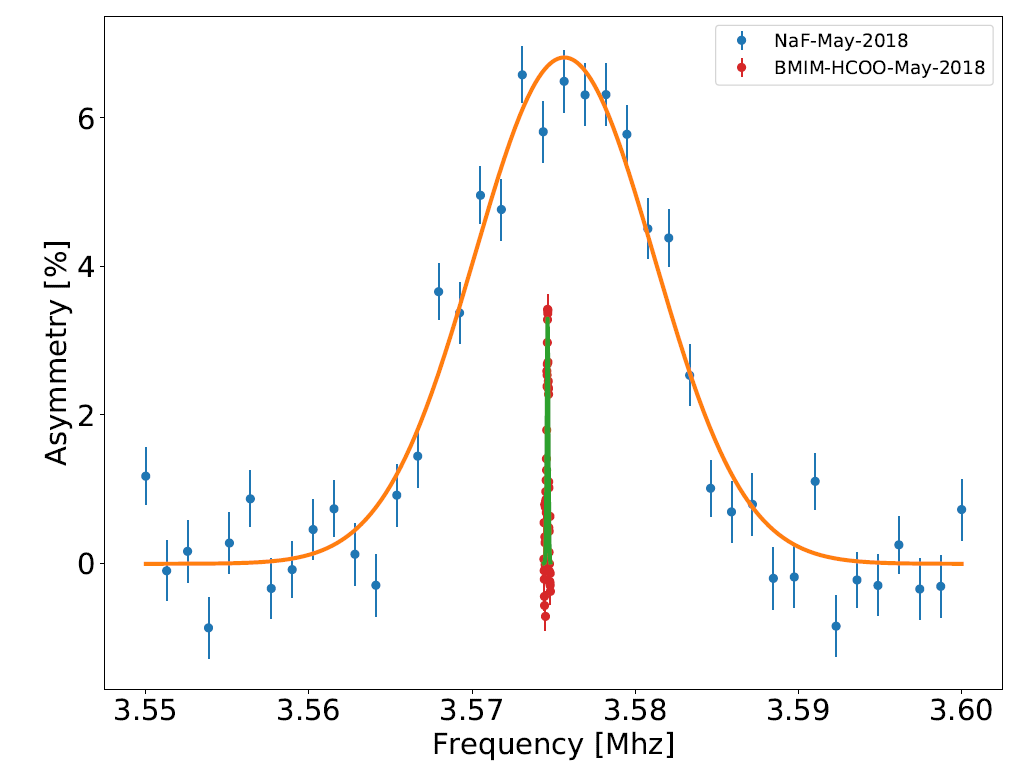 NaF-May-2018
BMIM-HCOO-May-2018
Asymmetry [%]
6
4
2
0
3.55 3.56 3.57 3.58 3.59 3.60
Frequency [Mhz]